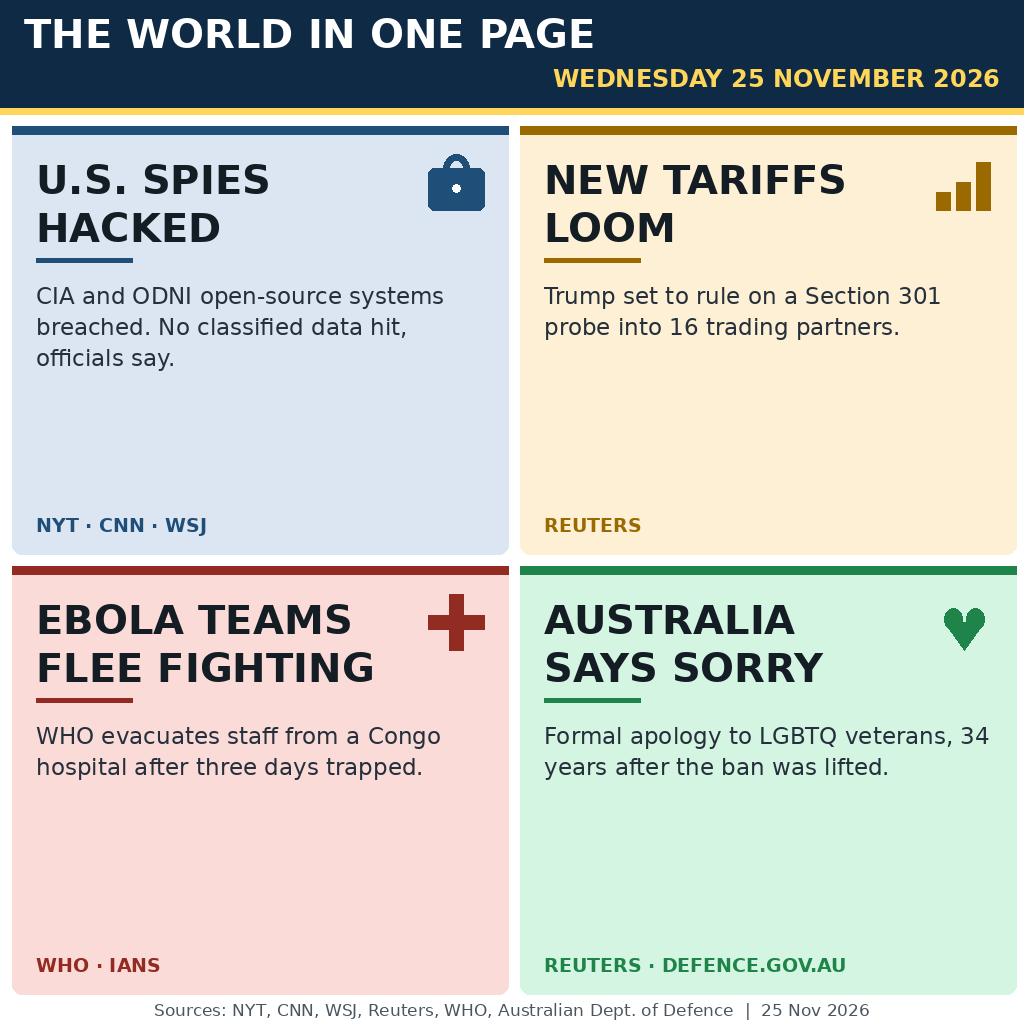 THE WORLD IN ONE PAGE
WEDNESDAY 25 NOVEMBER 2026
U.S. SPIES
HACKED
CIA and ODNI open-source systems
breached. No classified data hit,
officials say.
NYT · CNN · WSJ
NEW TARIFFS
LOOM
Trump set to rule on a Section 301
probe into 16 trading partners.
REUTERS
EBOLA TEAMS
FLEE FIGHTING
WHO evacuates staff from a Congo
hospital after three days trapped.
WHO · IANS
AUSTRALIA
SAYS SORRY
Formal apology to LGBTQ veterans, 34
years after the ban was lifted.
REUTERS · DEFENCE.GOV.AU
Sources: NYT, CNN, WSJ, Reuters, WHO, Australian Dept. of Defence | 25 Nov 2026